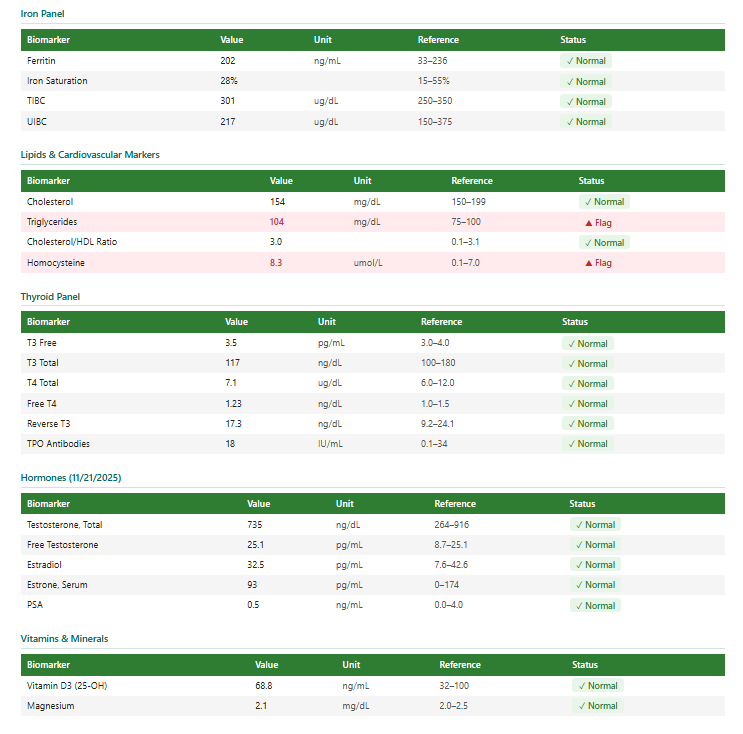 Iron Panel
Biomarker Value Unit Reference Status
Ferritin 202 ng/mL 33–236 ✓ Normal
Iron Saturation 28% 15–55% ✓ Normal
TIBC 301 ug/dL 250–350 ✓ Normal
UIBC 217 ug/dL 150–375 ✓ Normal
Lipids & Cardiovascular Markers
Biomarker Value Unit Reference Status
Cholesterol 154 mg/dL 150–199 ✓ Normal
Triglycerides 104 mg/dL 75–100 ▲ Flag
Cholesterol/HDL Ratio 3.0 0.1–3.1 ✓ Normal
Homocysteine 8.3 umol/L 0.1–7.0 ▲ Flag
Thyroid Panel
Biomarker Value Unit Reference Status
T3 Free 3.5 pg/mL 3.0–4.0 ✓ Normal
T3 Total 117 ng/dL 100–180 ✓ Normal
T4 Total 7.1 ug/dL 6.0–12.0 ✓ Normal
Free T4 1.23 ng/dL 1.0–1.5 ✓ Normal
Reverse T3 17.3 ng/dL 9.2–24.1 ✓ Normal
TPO Antibodies 18 IU/mL 0.1–34 ✓ Normal
Hormones (11/21/2025)
Biomarker Value Unit Reference Status
Testosterone, Total 735 ng/dL 264–916 ✓ Normal
Free Testosterone 25.1 pg/mL 8.7–25.1 ✓ Normal
Estradiol 32.5 pg/mL 7.6–42.6 ✓ Normal
Estrone, Serum 93 pg/mL 0–174 ✓ Normal
PSA 0.5 ng/mL 0.0–4.0 ✓ Normal
Vitamins & Minerals
Biomarker Value Unit Reference Status
Vitamin D3 (25-OH) 68.8 ng/mL 32–100 ✓ Normal
Magnesium 2.1 mg/dL 2.0–2.5 ✓ Normal